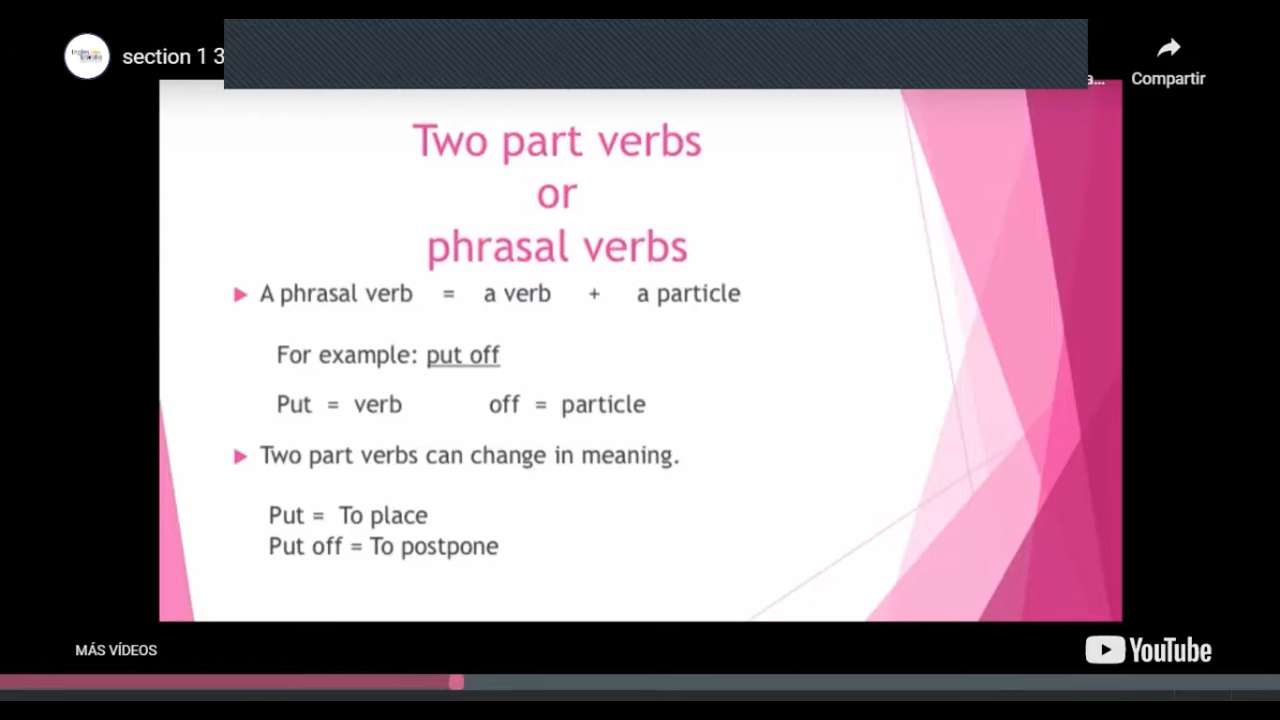 section 1 3
a...
Compartir
Two part verbs
or
phrasal verbs
A phrasal verb = a verb + a particle
For example: put off
Put = verb off = particle
Two part verbs can change in meaning.
Put = To place
Put off = To postpone
MÁS VÍDEOS
YouTube